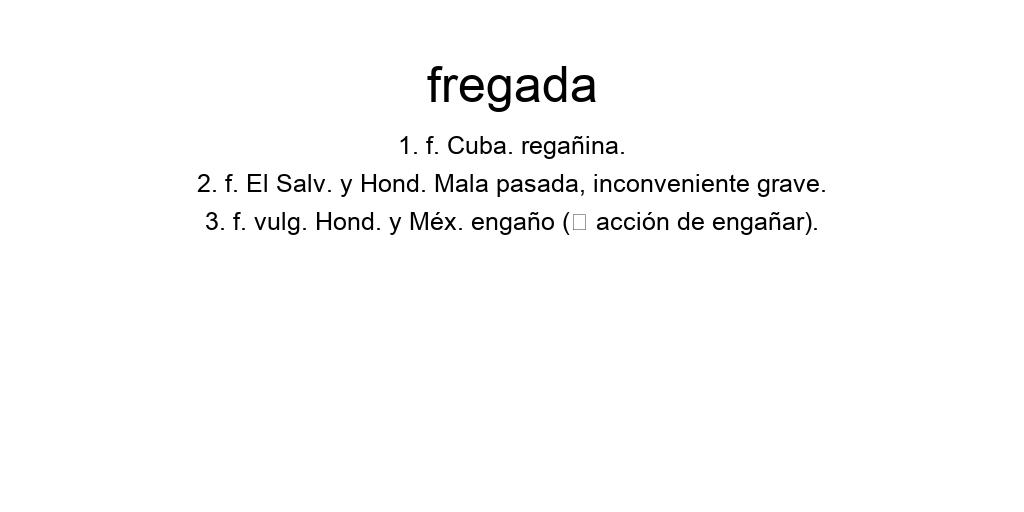 fregada
1. f. Cuba. regañina.
2. f. El Salv. y Hond. Mala pasada, inconveniente grave.
3. f. vulg. Hond. y Méx. engaño (□ acción de engañar).